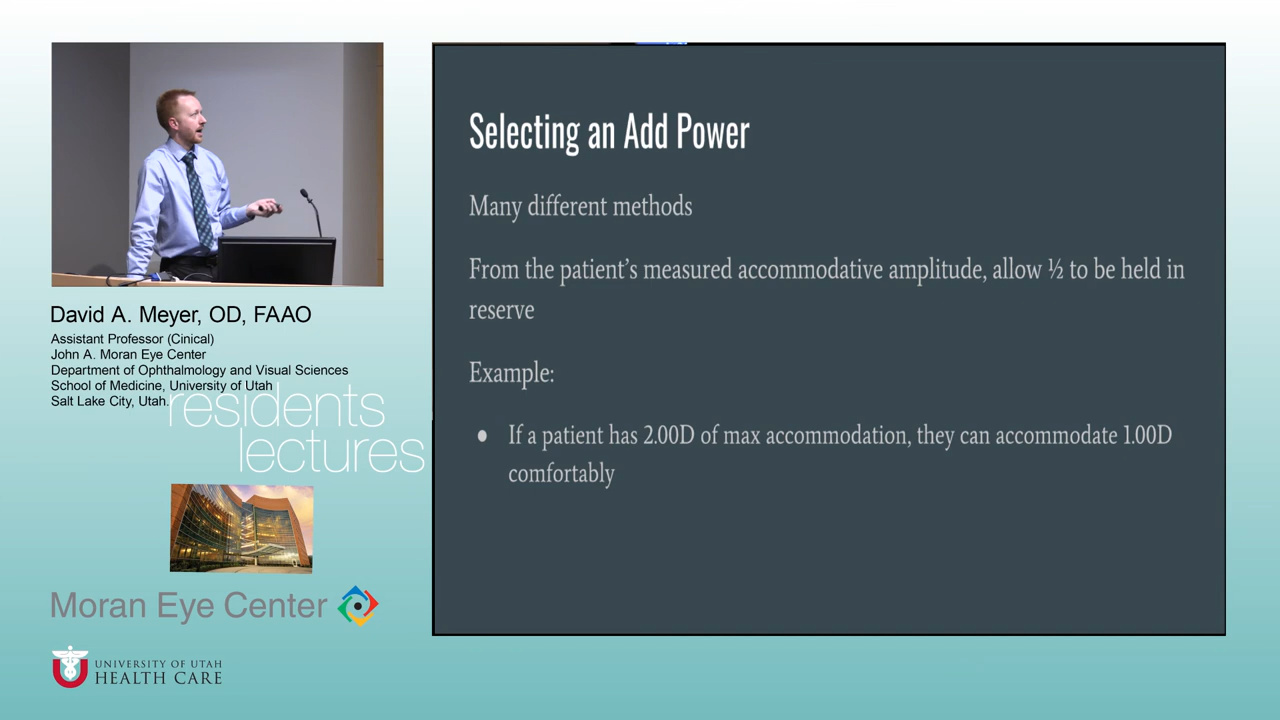 David A. Meyer, OD, FAAO
Assistant Professor (Cinical)
John A. Moran Eye Center
Department of Ophthalmology and Visual Sciences
School of Medicine, University of Utah
Salt Lake City, Utah.
residents
lectures
Moran Eye Center
UNIVERSITY OF UTAH
HEALTH CARE
Selecting an Add Power
Many different methods
From the patient's measured accommodative amplitude, allow ½ to be held in
reserve
Example:
● If a patient has 2.00D of max accommodation, they can accommodate 1.00D
comfortably